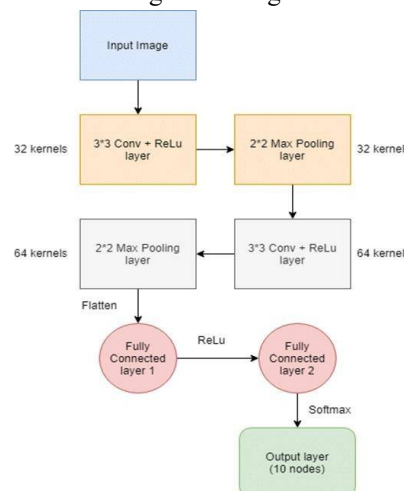 Input Image
32 kernels
3*3 Conv + ReLu
layer
2*2 Max Pooling
layer
32 kernels
64 kernels
2*2 Max Pooling
layer
3*3 Conv + ReLu
layer
64 kernels
Flatten
Fully
Connected
layer 1
ReLu
Fully
Connected
layer 2
Softmax
Output layer
(10 nodes)